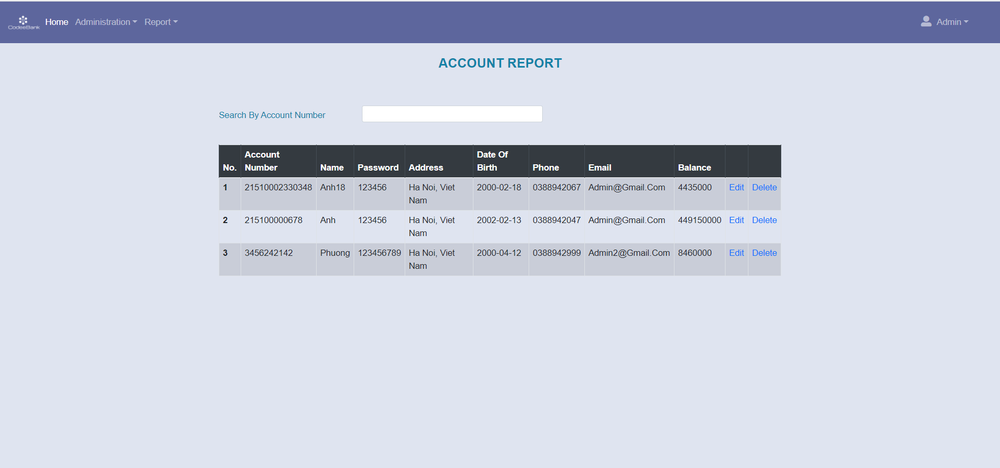 CodeeBank Home Administration Report Admin
ACCOUNT REPORT
Search By Account Number
No. Account Number Name Password Address Date Of Birth Phone Email Balance
1 21510002330348 Anh18 123456 Ha Noi, Viet Nam 2000-02-18 0388942067 Admin@Gmail.Com 4435000 Edit Delete
2 215100000678 Anh 123456 Ha Noi, Viet Nam 2002-02-13 0388942047 Admin@Gmail.Com 449150000 Edit Delete
3 3456242142 Phuong 123456789 Ha Noi, Viet Nam 2000-04-12 0388942999 Admin2@Gmail.Com 8460000 Edit Delete